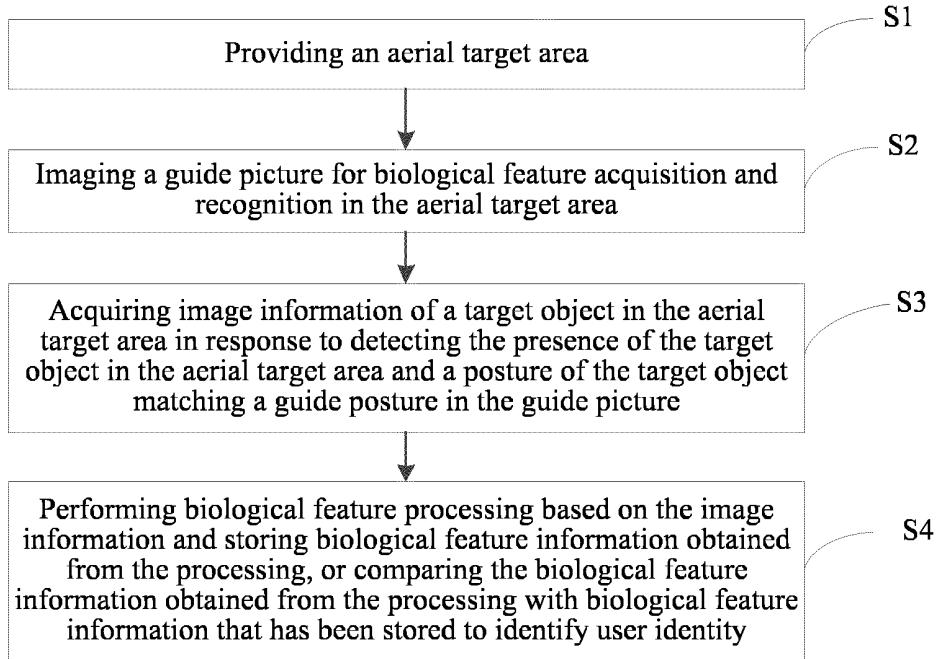 S1
Providing an aerial target area
S2
Imaging a guide picture for biological feature acquisition and
recognition in the aerial target area
S3
Acquiring image information of a target object in the aerial
target area in response to detecting the presence of the target
object in the aerial target area and a posture of the target object
matching a guide posture in the guide picture
S4
Performing biological feature processing based on the image
information and storing biological feature information obtained
from the processing, or comparing the biological feature
information obtained from the processing with biological feature
information that has been stored to identify user identity